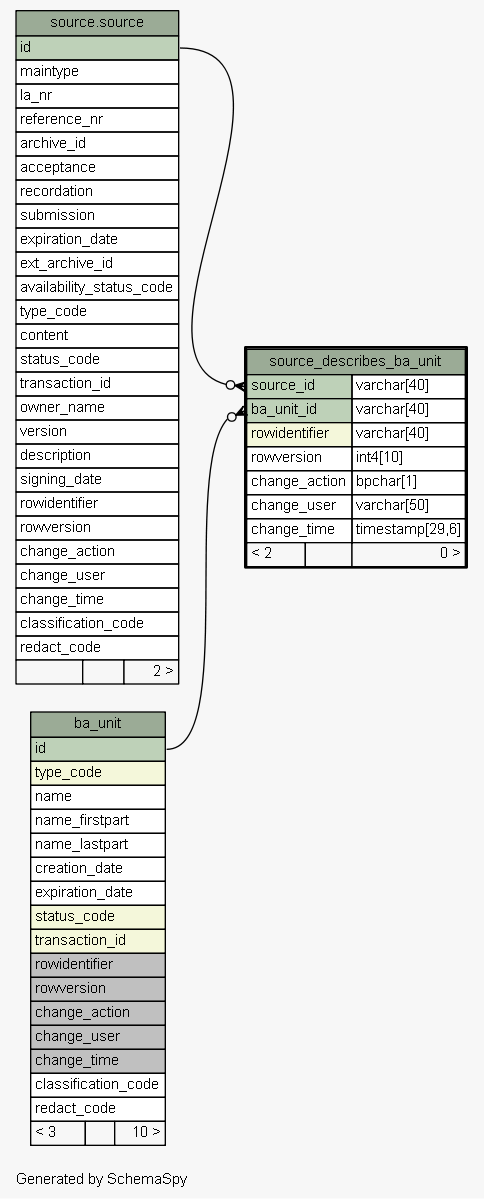 source.source
id
maintype
la_nr
reference_nr
archive_id
acceptance
recordation
submission
expiration_date
ext_archive_id
availability_status_code
type_code
content
status_code
transaction_id
owner_name
version
description
signing_date
rowidentifier
rowversion
change_action
change_user
change_time
classification_code
redact_code
2 >
source_describes_ba_unit
source_id varchar[40]
ba_unit_id varchar[40]
rowidentifier varchar[40]
rowversion int4[10]
change_action bpchar[1]
change_user varchar[50]
change_time timestamp[29,6]
< 2 0 >
ba_unit
id
type_code
name
name_firstpart
name_lastpart
creation_date
expiration_date
status_code
transaction_id
rowidentifier
rowversion
change_action
change_user
change_time
classification_code
redact_code
< 3 10 >
Generated by SchemaSpy